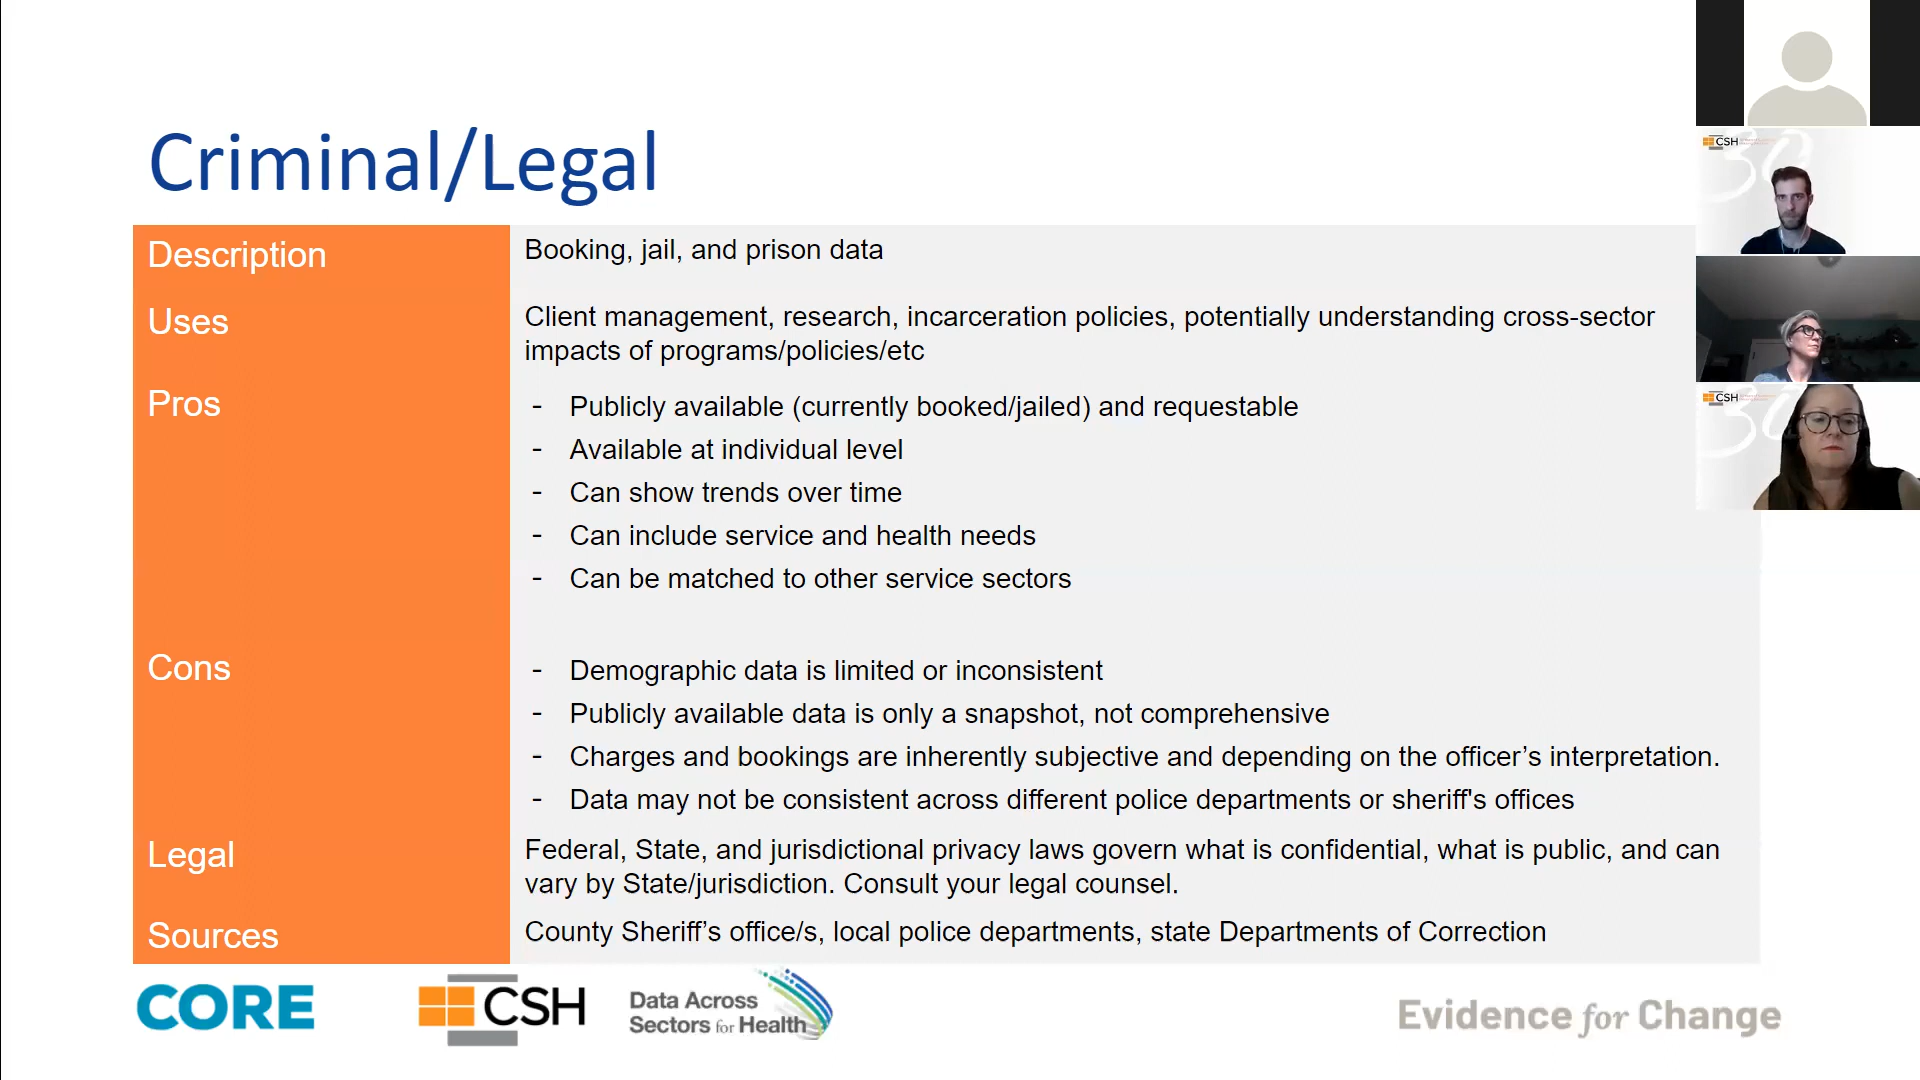 Criminal/Legal
Description
Booking, jail, and prison data
Uses
Client management, research, incarceration policies, potentially understanding cross-sector
impacts of programs/policies/etc
Pros
- Publicly available (currently booked/jailed) and requestable
- Available at individual level
- Can show trends over time
- Can include service and health needs
- Can be matched to other service sectors
Cons
- Demographic data is limited or inconsistent
- Publicly available data is only a snapshot, not comprehensive
- Charges and bookings are inherently subjective and depending on the officer’s interpretation.
- Data may not be consistent across different police departments or sheriff's offices
Legal
Federal, State, and jurisdictional privacy laws govern what is confidential, what is public, and can
vary by State/jurisdiction. Consult your legal counsel.
Sources
County Sheriff’s office/s, local police departments, state Departments of Correction
CORE
CSH
Data Across
Sectors for Health
Evidence for Change
CSH
30
CSH
30